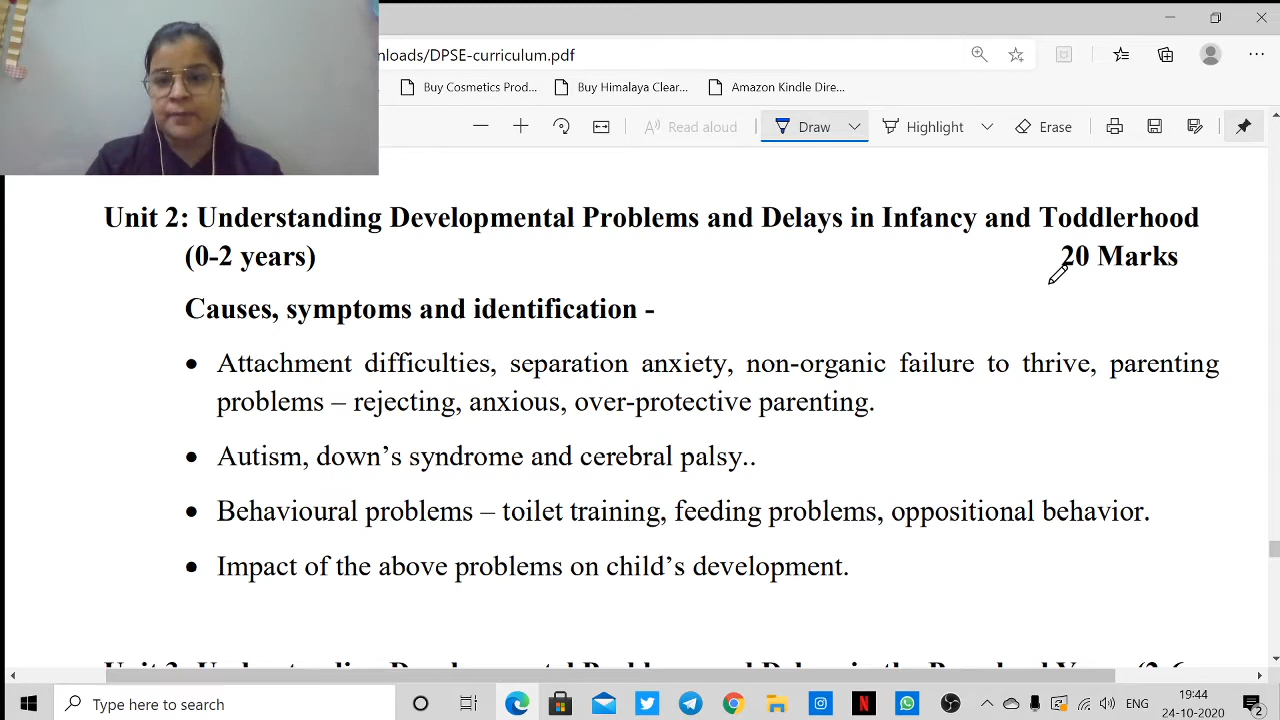 nloads/DPSE-curriculum.pdf
Buy Cosmetics Prod... Buy Himalaya Clear... Amazon Kindle Dire...
Read aloud Draw Highlight Erase
Unit 2: Understanding Developmental Problems and Delays in Infancy and Toddlerhood
(0-2 years) 20 Marks
Causes, symptoms and identification -
• Attachment difficulties, separation anxiety, non-organic failure to thrive, parenting
problems – rejecting, anxious, over-protective parenting.
• Autism, down’s syndrome and cerebral palsy..
• Behavioural problems – toilet training, feeding problems, oppositional behavior.
• Impact of the above problems on child’s development.
Type here to search ENG 19:44
24-10-2020 2